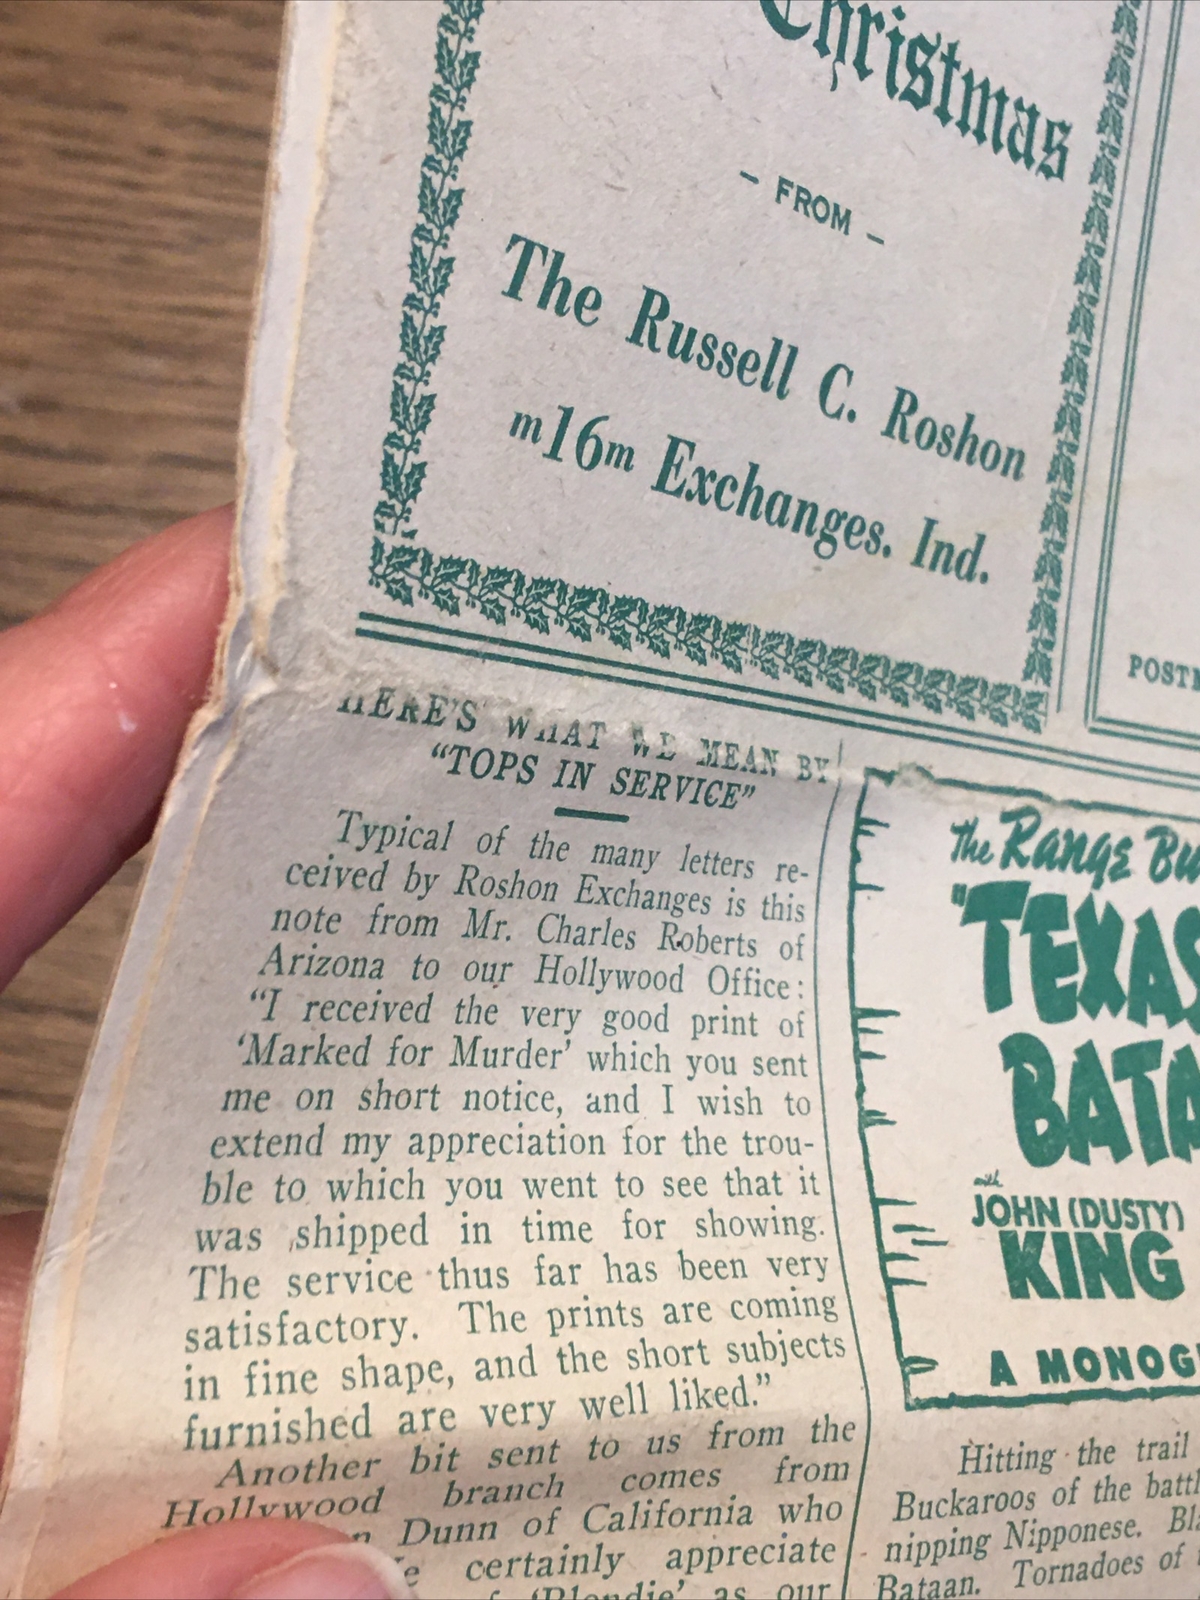 Christmas
- FROM -
The Russell C. Roshon
m16m Exchanges. Ind.
HERE'S WHAT WE MEAN BY
"TOPS IN SERVICE"
Typical of the many letters re-
ceived by Roshon Exchanges is this
note from Mr. Charles Roberts of
Arizona to our Hollywood Office:
"I received the very good print of
'Marked for Murder' which you sent
me on short notice, and I wish to
extend my appreciation for the trou-
ble to which you went to see that it
was shipped in time for showing.
The service thus far has been very
satisfactory. The prints are coming
in fine shape, and the short subjects
furnished are very well liked."
Another bit sent to us from the
Hollywood branch comes from
Dunn of California who
certainly appreciate
'Blondie' as our
The Range
"TEXAS
with
JOHN (DUSTY)
KING
A
Hitting the trail
Buckaroos of the
nipping Nipponese.
Bataan. Tornadoes of